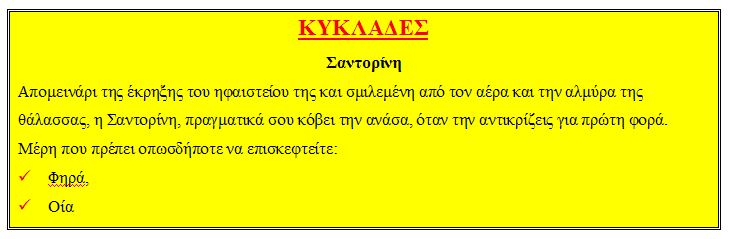 ΚΥΚΛΑΔΕΣ
Σαντορίνη
Απομεινάρι της έκρηξης του ηφαιστείου της και σμιλεμένη από τον αέρα και την αλμύρα της
θάλασσας, η Σαντορίνη, πραγματικά σου κόβει την ανάσα, όταν την αντικρίζεις για πρώτη φορά.
Μέρη που πρέπει οπωσδήποτε να επισκεφτείτε:
✓ Φηρά,
✓ Οία